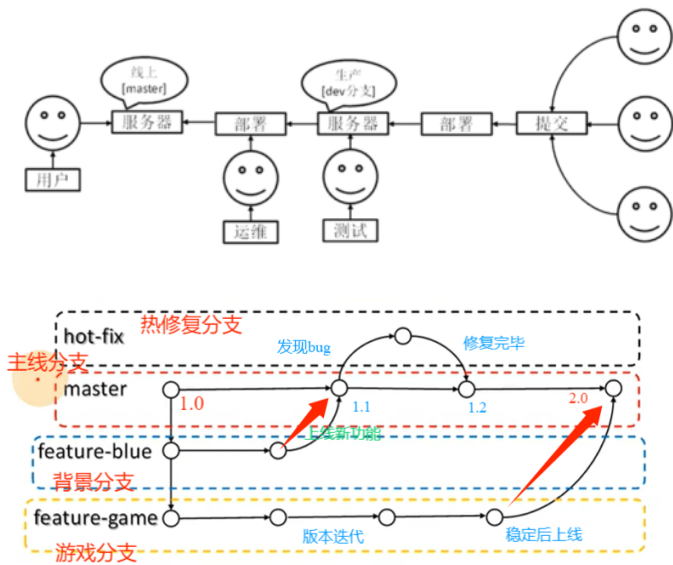 线上
[master]
生产
[dev分支]
服务器
部署
服务器
部署
提交
用户
运维
测试
hot-fix
热修复分支
发现bug
修复完毕
主线分支
master
1.0
1.1
1.2
2.0
上线新功能
feature-blue
背景分支
feature-game
版本迭代
稳定后上线
游戏分支